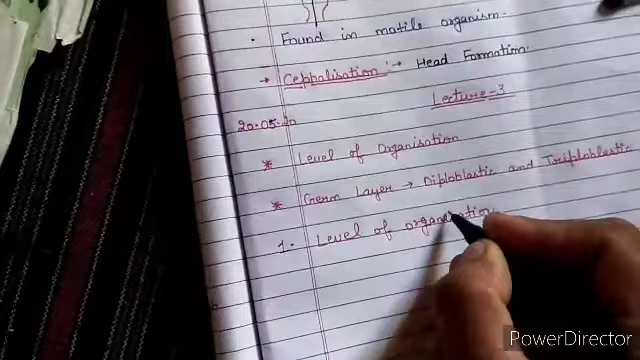 · Found in motile organism.
→ Cephalisation :→ Head Formation.
Lecture-3
20.05.20
* Level of Organisation
* Germ Layer → Diploblastic and Triploblastic
1. Level of organisation
PowerDirector